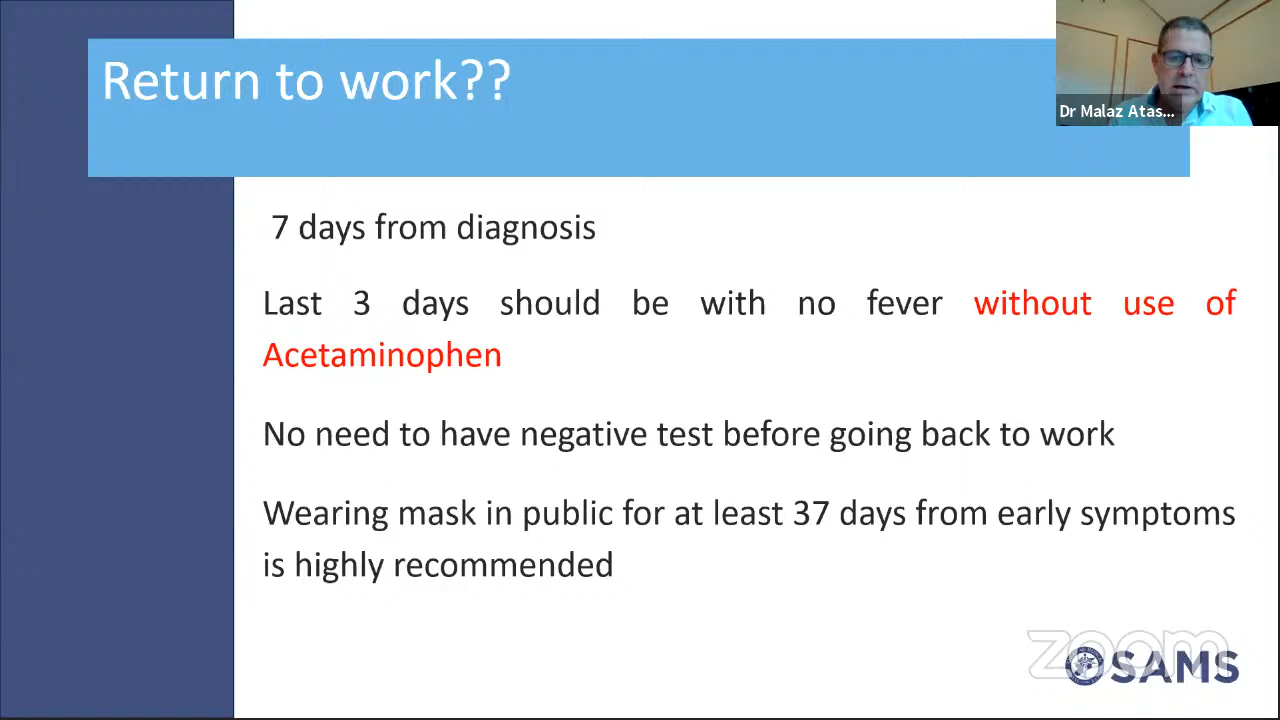 Return to work??
Dr Malaz Atas...
7 days from diagnosis
Last 3 days should be with no fever without use of
Acetaminophen
No need to have negative test before going back to work
Wearing mask in public for at least 37 days from early symptoms
is highly recommended
zoom
SAMS